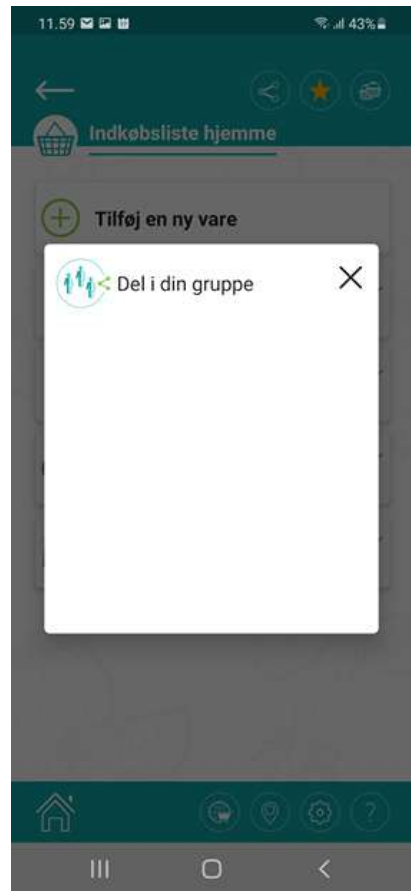 11.59
43%
Indkøbsliste hjemme
Tilføj en ny vare
Del i din gruppe
?